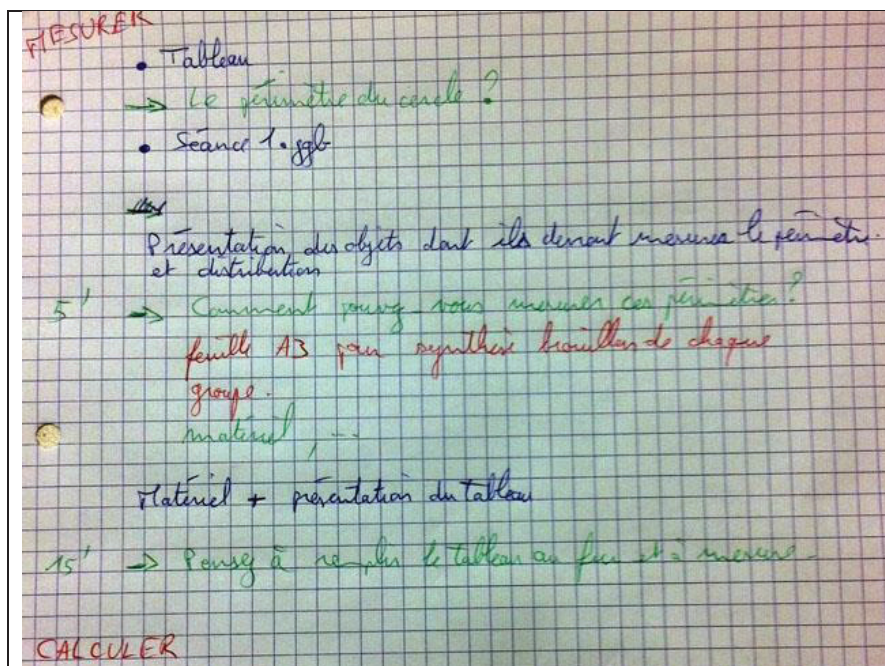 MESURER
• Tableau
→ Le périmètre du cercle ?
• Séance 1.ggb
Présentation des objets dont ils devront mesurer le périmètre.
et distribution
5' → Comment pouvez-vous mesurer ces périmètres ?
feuille A3 pour synthèse brouillon de chaque
groupe.
matériel, ...
Matériel + présentation du tableau
15' → Pensez à remplir le tableau au fur et à mesure.
CALCULER